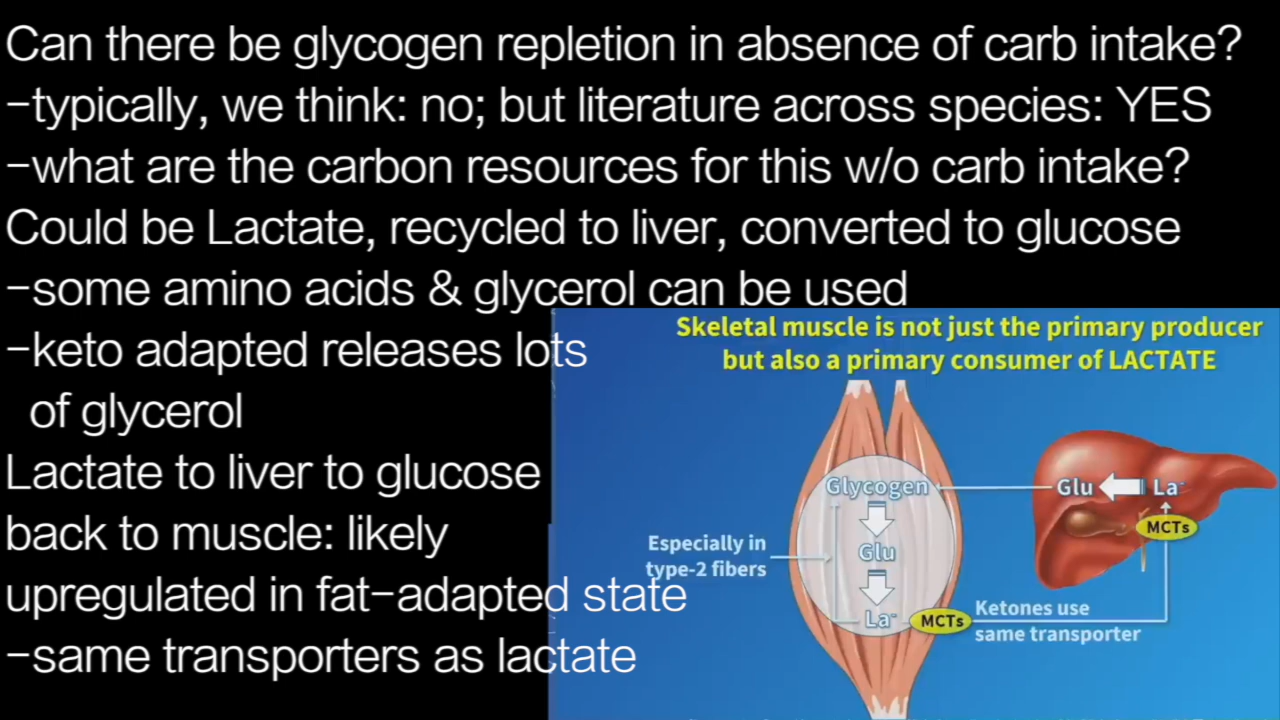 Can there be glycogen repletion in absence of carb intake?
-typically, we think: no; but literature across species: YES
-what are the carbon resources for this w/o carb intake?
Could be Lactate, recycled to liver, converted to glucose
-some amino acids & glycerol can be used
-keto adapted releases lots
of glycerol
Lactate to liver to glucose
back to muscle: likely
upregulated in fat-adapted state
-same transporters as lactate
Skeletal muscle is not just the primary producer
but also a primary consumer of LACTATE
Glycogen
Glu
La-
MCTs
Especially in
type-2 fibers
Glu
La-
MCTs
Ketones use
same transporter